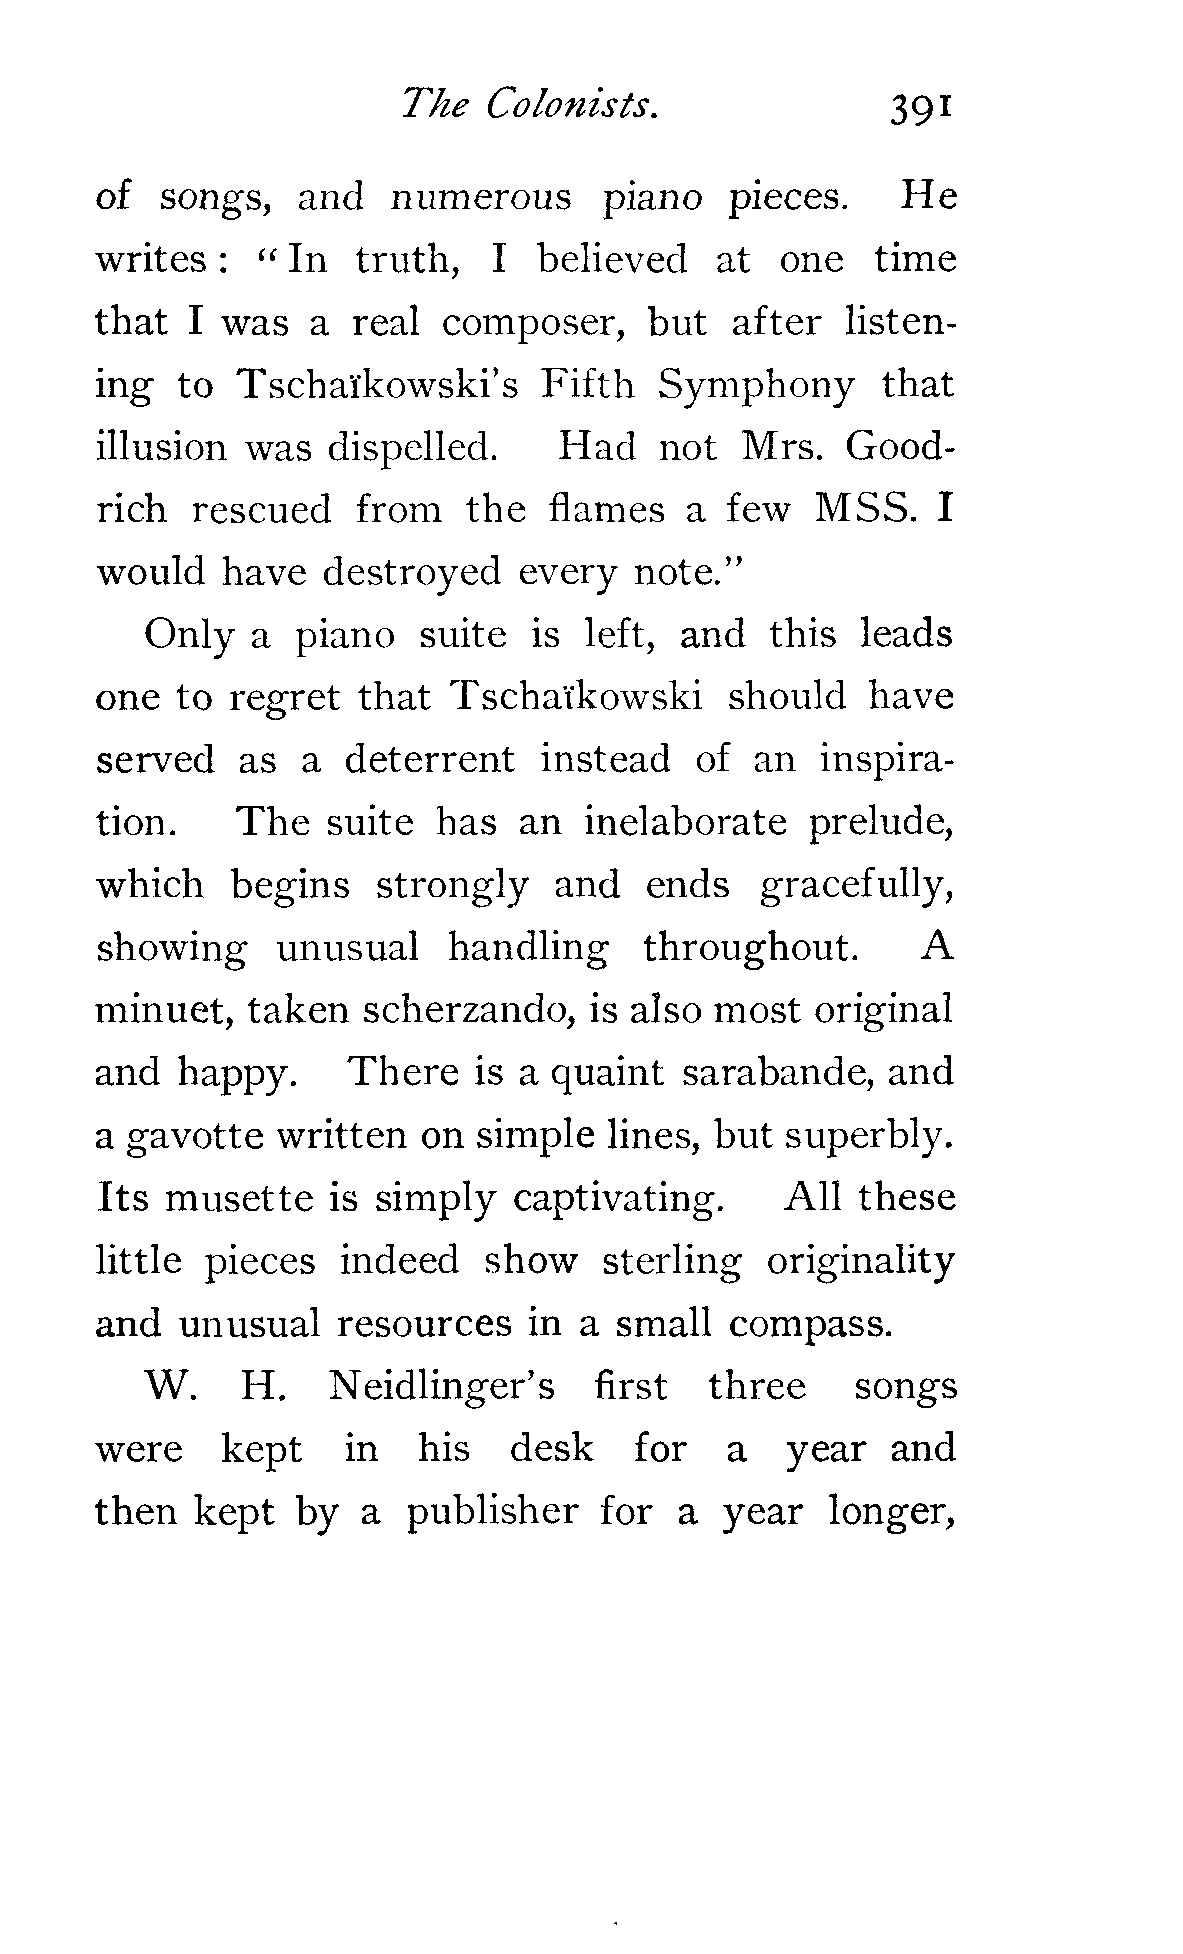 The Colonists. 391
of songs, and numerous piano pieces. He
writes : “ In truth, I believed at one time
that I was a real composer, but after listen-
ing to Tschaïkowski’s Fifth Symphony that
illusion was dispelled. Had not Mrs. Good-
rich rescued from the flames a few MSS. I
would have destroyed every note.”
Only a piano suite is left, and this leads
one to regret that Tschaïkowski should have
served as a deterrent instead of an inspira-
tion. The suite has an inelaborate prelude,
which begins strongly and ends gracefully,
showing unusual handling throughout. A
minuet, taken scherzando, is also most original
and happy. There is a quaint sarabande, and
a gavotte written on simple lines, but superbly.
Its musette is simply captivating. All these
little pieces indeed show sterling originality
and unusual resources in a small compass.
W. H. Neidlinger’s first three songs
were kept in his desk for a year and
then kept by a publisher for a year longer,